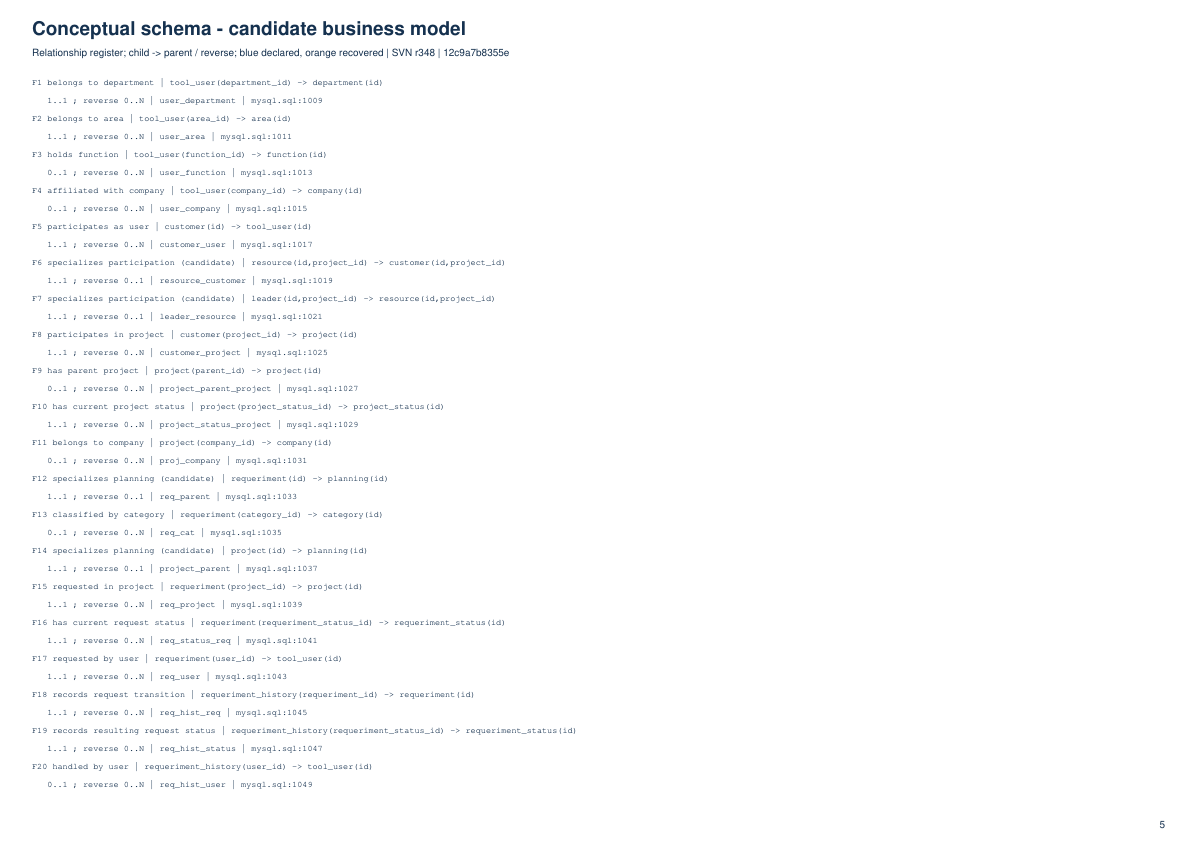 Conceptual schema - candidate business model
Relationship register; child -> parent / reverse; blue declared, orange recovered | SVN r348 | 12c9a7b8355e
F1 belongs to department | tool_user(department_id) -> department(id)
1..1 ; reverse 0..N | user_department | mysql.sql:1009
F2 belongs to area | tool_user(area_id) -> area(id)
1..1 ; reverse 0..N | user_area | mysql.sql:1011
F3 holds function | tool_user(function_id) -> function(id)
0..1 ; reverse 0..N | user_function | mysql.sql:1013
F4 affiliated with company | tool_user(company_id) -> company(id)
0..1 ; reverse 0..N | user_company | mysql.sql:1015
F5 participates as user | customer(id) -> tool_user(id)
1..1 ; reverse 0..N | customer_user | mysql.sql:1017
F6 specializes participation (candidate) | resource(id,project_id) -> customer(id,project_id)
1..1 ; reverse 0..1 | resource_customer | mysql.sql:1019
F7 specializes participation (candidate) | leader(id,project_id) -> resource(id,project_id)
1..1 ; reverse 0..1 | leader_resource | mysql.sql:1021
F8 participates in project | customer(project_id) -> project(id)
1..1 ; reverse 0..N | customer_project | mysql.sql:1025
F9 has parent project | project(parent_id) -> project(id)
0..1 ; reverse 0..N | project_parent_project | mysql.sql:1027
F10 has current project status | project(project_status_id) -> project_status(id)
1..1 ; reverse 0..N | project_status_project | mysql.sql:1029
F11 belongs to company | project(company_id) -> company(id)
0..1 ; reverse 0..N | proj_company | mysql.sql:1031
F12 specializes planning (candidate) | requeriment(id) -> planning(id)
1..1 ; reverse 0..1 | req_parent | mysql.sql:1033
F13 classified by category | requeriment(category_id) -> category(id)
0..1 ; reverse 0..N | req_cat | mysql.sql:1035
F14 specializes planning (candidate) | project(id) -> planning(id)
1..1 ; reverse 0..1 | project_parent | mysql.sql:1037
F15 requested in project | requeriment(project_id) -> project(id)
1..1 ; reverse 0..N | req_project | mysql.sql:1039
F16 has current request status | requeriment(requeriment_status_id) -> requeriment_status(id)
1..1 ; reverse 0..N | req_status_req | mysql.sql:1041
F17 requested by user | requeriment(user_id) -> tool_user(id)
1..1 ; reverse 0..N | req_user | mysql.sql:1043
F18 records request transition | requeriment_history(requeriment_id) -> requeriment(id)
1..1 ; reverse 0..N | req_hist_req | mysql.sql:1045
F19 records resulting request status | requeriment_history(requeriment_status_id) -> requeriment_status(id)
1..1 ; reverse 0..N | req_hist_status | mysql.sql:1047
F20 handled by user | requeriment_history(user_id) -> tool_user(id)
0..1 ; reverse 0..N | req_hist_user | mysql.sql:1049
5